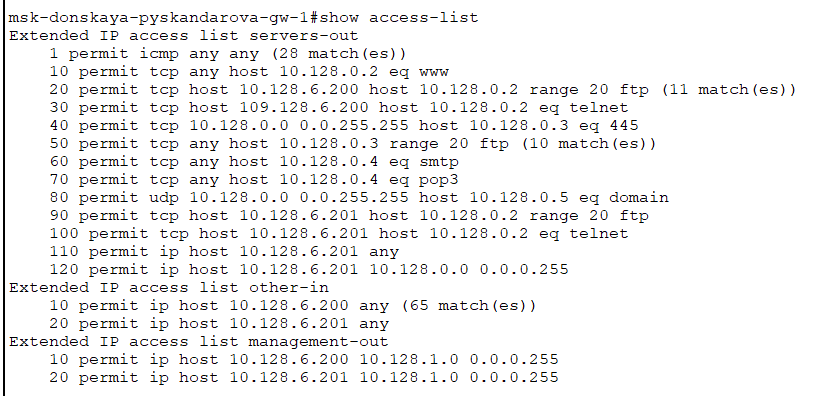 msk-donskaya-pyskandarova-gw-1#show access-list
Extended IP access list servers-out
    1 permit icmp any any (28 match(es))
    10 permit tcp any host 10.128.0.2 eq www
    20 permit tcp host 10.128.6.200 host 10.128.0.2 range 20 ftp (11 match(es))
    30 permit tcp host 109.128.6.200 host 10.128.0.2 eq telnet
    40 permit tcp 10.128.0.0 0.0.255.255 host 10.128.0.3 eq 445
    50 permit tcp any host 10.128.0.3 range 20 ftp (10 match(es))
    60 permit tcp any host 10.128.0.4 eq smtp
    70 permit tcp any host 10.128.0.4 eq pop3
    80 permit udp 10.128.0.0 0.0.255.255 host 10.128.0.5 eq domain
    90 permit tcp host 10.128.6.201 host 10.128.0.2 range 20 ftp
    100 permit tcp host 10.128.6.201 host 10.128.0.2 eq telnet
    110 permit ip host 10.128.6.201 any
    120 permit ip host 10.128.6.201 10.128.0.0 0.0.0.255
Extended IP access list other-in
    10 permit ip host 10.128.6.200 any (65 match(es))
    20 permit ip host 10.128.6.201 any
Extended IP access list management-out
    10 permit ip host 10.128.6.200 10.128.1.0 0.0.0.255
    20 permit ip host 10.128.6.201 10.128.1.0 0.0.0.255